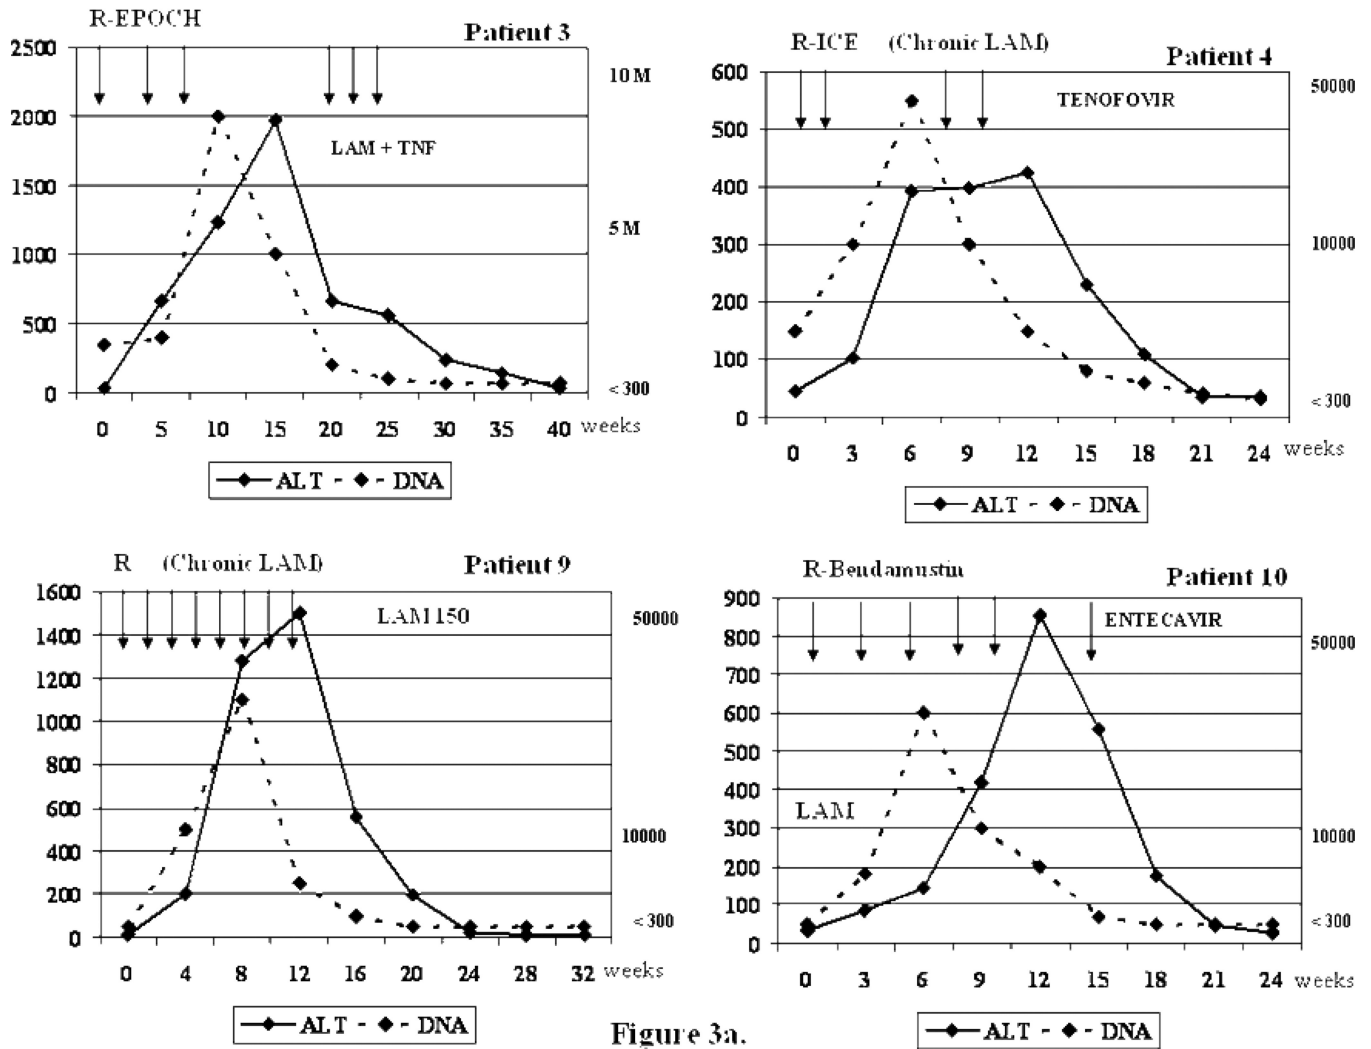 R-EPOCH
Patient 3
2500
2000
1500
1000
500
0
10 M
5 M
< 300
LAM + TNF
0 5 10 15 20 25 30 35 40 weeks
ALT DNA
R-ICE (Chronic LAM)
Patient 4
600
500
400
300
200
100
0
50000
10000
< 300
TENOFOVIR
0 3 6 9 12 15 18 21 24 weeks
ALT DNA
R (Chronic LAM)
Patient 9
1600
1400
1200
1000
800
600
400
200
0
50000
10000
< 300
LAM 150
0 4 8 12 16 20 24 28 32 weeks
ALT DNA
R-Bendamustin
Patient 10
900
800
700
600
500
400
300
200
100
0
50000
10000
< 300
ENTECAVIR
LAM
0 3 6 9 12 15 18 21 24 weeks
ALT DNA
Figure 3a.